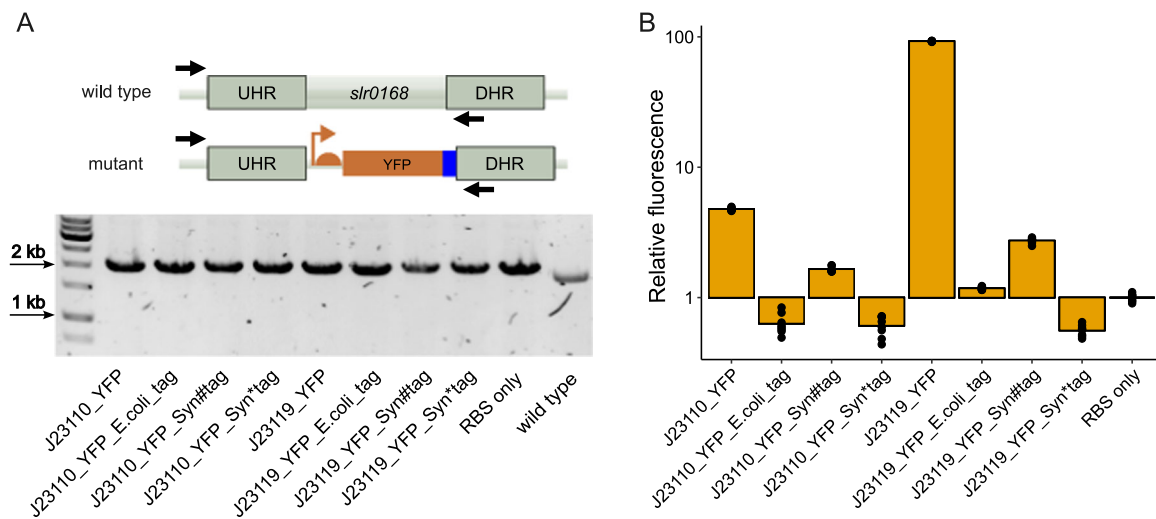 A
wild type
UHR
slr0168
DHR
mutant
UHR
YFP
DHR
2 kb
1 kb
J23110_YFP
J23110_YFP_E.coli_tag
J23110_YFP_Syn#tag
J23110_YFP_Syn*tag
J23119_YFP
J23119_YFP_E.coli_tag
J23119_YFP_Syn#tag
J23119_YFP_Syn*tag
RBS only
wild type
B
Relative fluorescence
100
10
1
J23110_YFP
J23110_YFP_E.coli_tag
J23110_YFP_Syn#tag
J23110_YFP_Syn*tag
J23119_YFP
J23119_YFP_E.coli_tag
J23119_YFP_Syn#tag
J23119_YFP_Syn*tag
RBS only